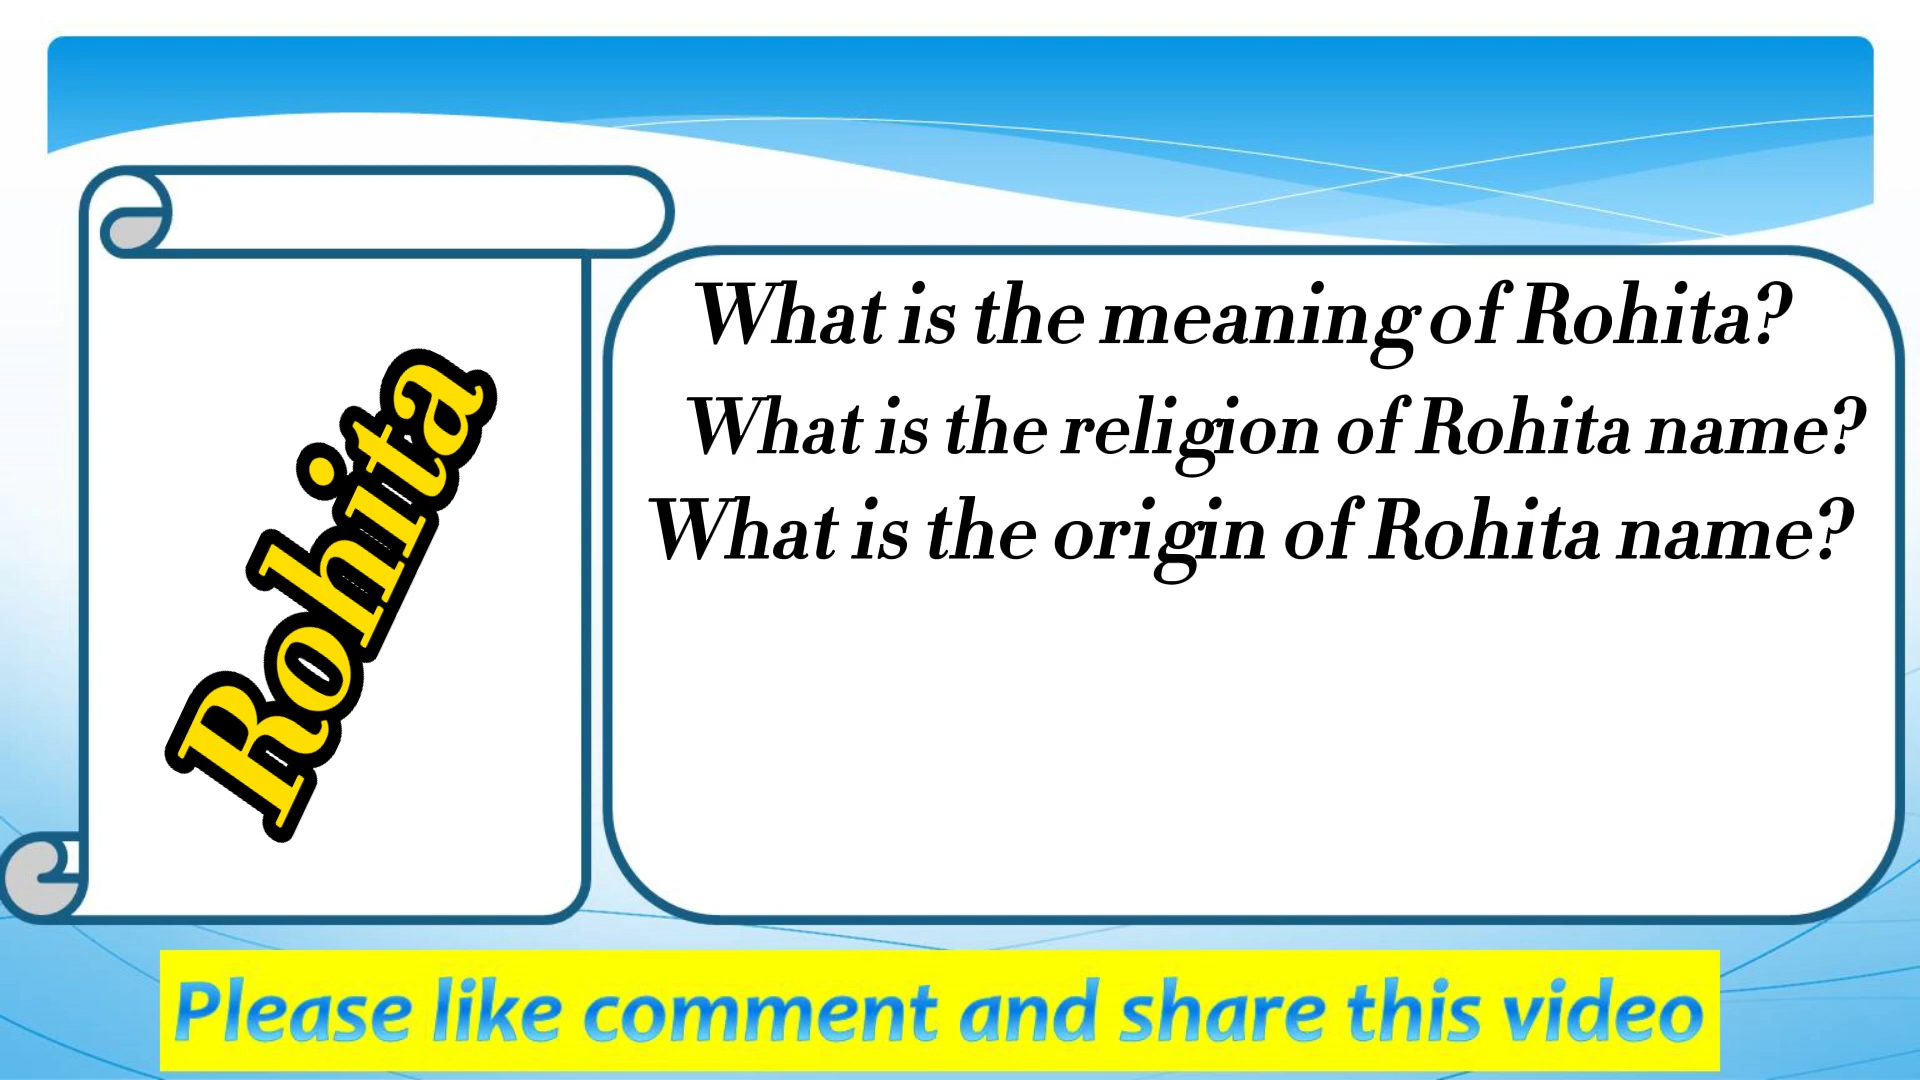 Rohita
What is the meaning of Rohita?
What is the religion of Rohita name?
What is the origin of Rohita name?
Please like comment and share this video